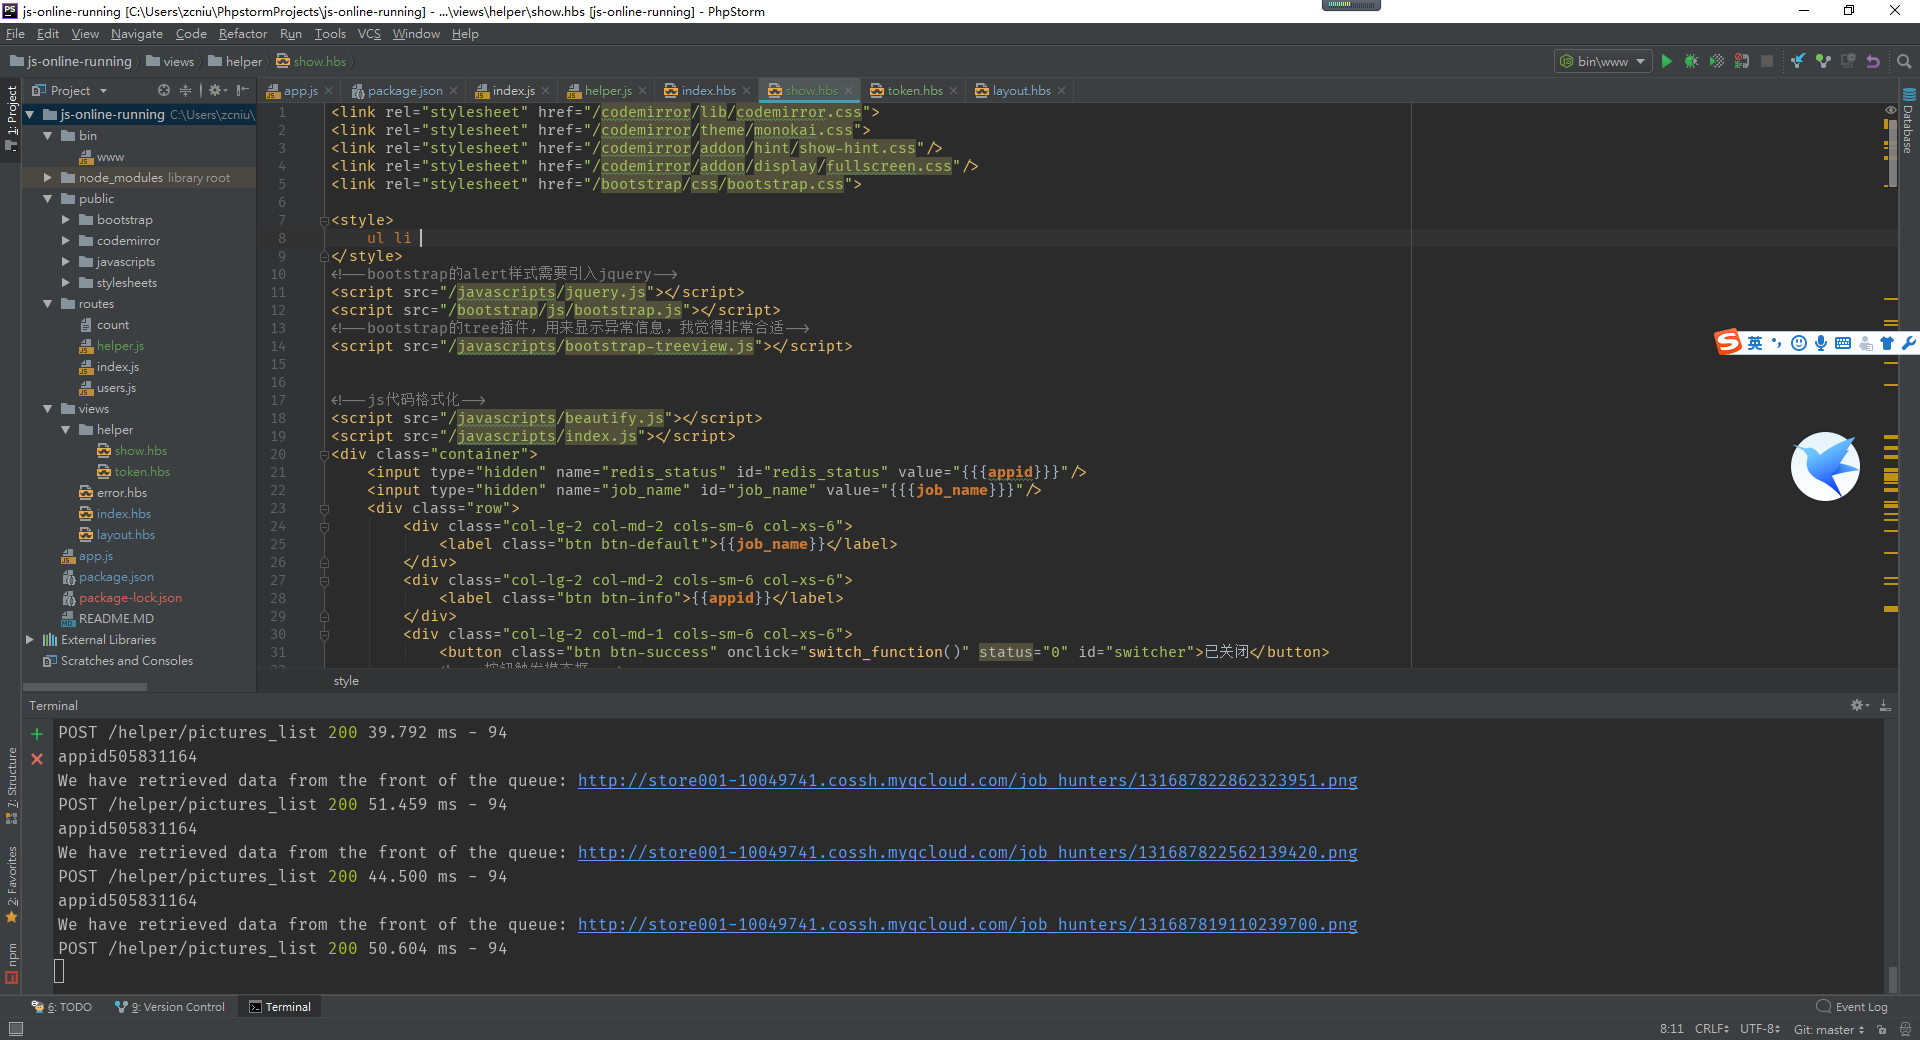 js-online-running [C:\Users\zcniu\PhpstormProjects\js-online-running] - ...\views\helper\show.hbs [js-online-running] - PhpStorm
File Edit View Navigate Code Refactor Run Tools VCS Window Help
js-online-running views helper show.hbs bin\www
Project
app.js package.json index.js helper.js index.hbs show.hbs token.hbs layout.hbs
1: Project
Database
js-online-running C:\Users\zcniu\
bin
www
node_modules library root
public
bootstrap
codemirror
javascripts
stylesheets
routes
count
helper.js
index.js
users.js
views
helper
show.hbs
token.hbs
error.hbs
index.hbs
layout.hbs
app.js
package.json
package-lock.json
README.MD
External Libraries
Scratches and Consoles
1 <link rel="stylesheet" href="/codemirror/lib/codemirror.css">
2 <link rel="stylesheet" href="/codemirror/theme/monokai.css">
3 <link rel="stylesheet" href="/codemirror/addon/hint/show-hint.css"/>
4 <link rel="stylesheet" href="/codemirror/addon/display/fullscreen.css"/>
5 <link rel="stylesheet" href="/bootstrap/css/bootstrap.css">
6
7 <style>
8 ul li
9 </style>
10 <!--bootstrap的alert样式需要引入jquery-->
11 <script src="/javascripts/jquery.js"></script>
12 <script src="/bootstrap/js/bootstrap.js"></script>
13 <!--bootstrap的tree插件，用来显示异常信息，我觉得非常合适-->
14 <script src="/javascripts/bootstrap-treeview.js"></script>
15
16
17 <!--js代码格式化-->
18 <script src="/javascripts/beautify.js"></script>
19 <script src="/javascripts/index.js"></script>
20 <div class="container">
21 <input type="hidden" name="redis_status" id="redis_status" value="{{{appid}}}"/>
22 <input type="hidden" name="job_name" id="job_name" value="{{{job_name}}}"/>
23 <div class="row">
24 <div class="col-lg-2 col-md-2 cols-sm-6 col-xs-6">
25 <label class="btn btn-default">{{job_name}}</label>
26 </div>
27 <div class="col-lg-2 col-md-2 cols-sm-6 col-xs-6">
28 <label class="btn btn-info">{{appid}}</label>
29 </div>
30 <div class="col-lg-2 col-md-1 cols-sm-6 col-xs-6">
31 <button class="btn btn-success" onclick="switch_function()" status="0" id="switcher">已关闭</button>
英
style
Terminal
POST /helper/pictures_list 200 39.792 ms - 94
appid505831164
We have retrieved data from the front of the queue: http://store001-10049741.cossh.myqcloud.com/job_hunters/131687822862323951.png
POST /helper/pictures_list 200 51.459 ms - 94
appid505831164
We have retrieved data from the front of the queue: http://store001-10049741.cossh.myqcloud.com/job_hunters/131687822562139420.png
POST /helper/pictures_list 200 44.500 ms - 94
appid505831164
We have retrieved data from the front of the queue: http://store001-10049741.cossh.myqcloud.com/job_hunters/131687819110239700.png
POST /helper/pictures_list 200 50.604 ms - 94
7: Structure
2: Favorites
npm
6: TODO 9: Version Control Terminal Event Log
8:11 CRLF UTF-8 Git: master